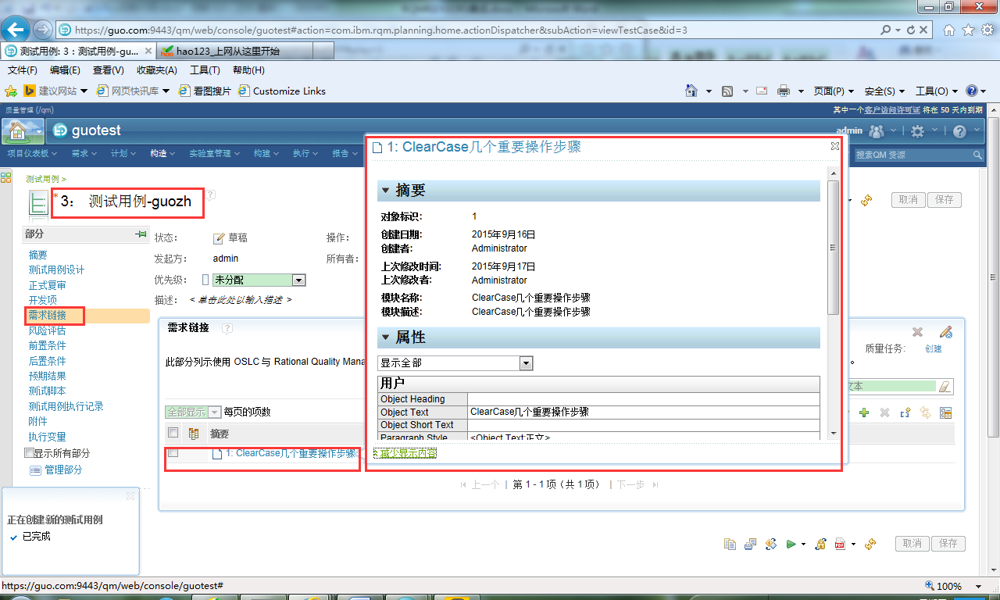 https://guo.com:9443/qm/web/console/guotest#action=com.ibm.rqm.planning.home.actionDispatcher&subAction=viewTestCase&id=3
测试用例: 3 : 测试用例-gu...
hao123_上网从这里开始
文件(F) 编辑(E) 查看(V) 收藏夹(A) 工具(T) 帮助(H)
建议网站 网页快讯库 看图搜片 Customize Links
页面(P) 安全(S) 工具(O)
质量管理 (/qm)
其中一个客户访问许可证 将在 50 天内到期
guotest
admin
项目仪表板 需求 计划 构造 实验室管理 构建 执行 报告
搜索QM 资源
测试用例 >
*3： 测试用例-guozh
取消 保存
部分
摘要
测试用例设计
正式复审
开发项
需求链接
风险评估
前置条件
后置条件
预期结果
测试脚本
测试用例执行记录
附件
执行变量
显示所有部分
管理部分
状态: 草稿 操作:
发起方: admin 所有者:
优先级: 未分配
描述: < 单击此处以输入描述 >
需求链接
此部分列示使用 OSLC 与 Rational Quality Mana
。
质量任务: 创建
文本
全部显示 每页的项数
摘要
1: ClearCase几个重要操作步骤
上一个 | 第 1 - 1 项（共 1 项） | 下一步
1: ClearCase几个重要操作步骤
摘要
对象标识: 1
创建日期: 2015年9月16日
创建者: Administrator
上次修改时间: 2015年9月17日
上次修改者: Administrator
模块名称: ClearCase几个重要操作步骤
模块描述: ClearCase几个重要操作步骤
属性
显示全部
用户
Object Heading
Object Text ClearCase几个重要操作步骤
Object Short Text
Paragraph Style <Object Text:正文>
减少显示内容
正在创建新的测试用例
已完成
取消 保存
https://guo.com:9443/qm/web/console/guotest#
100%